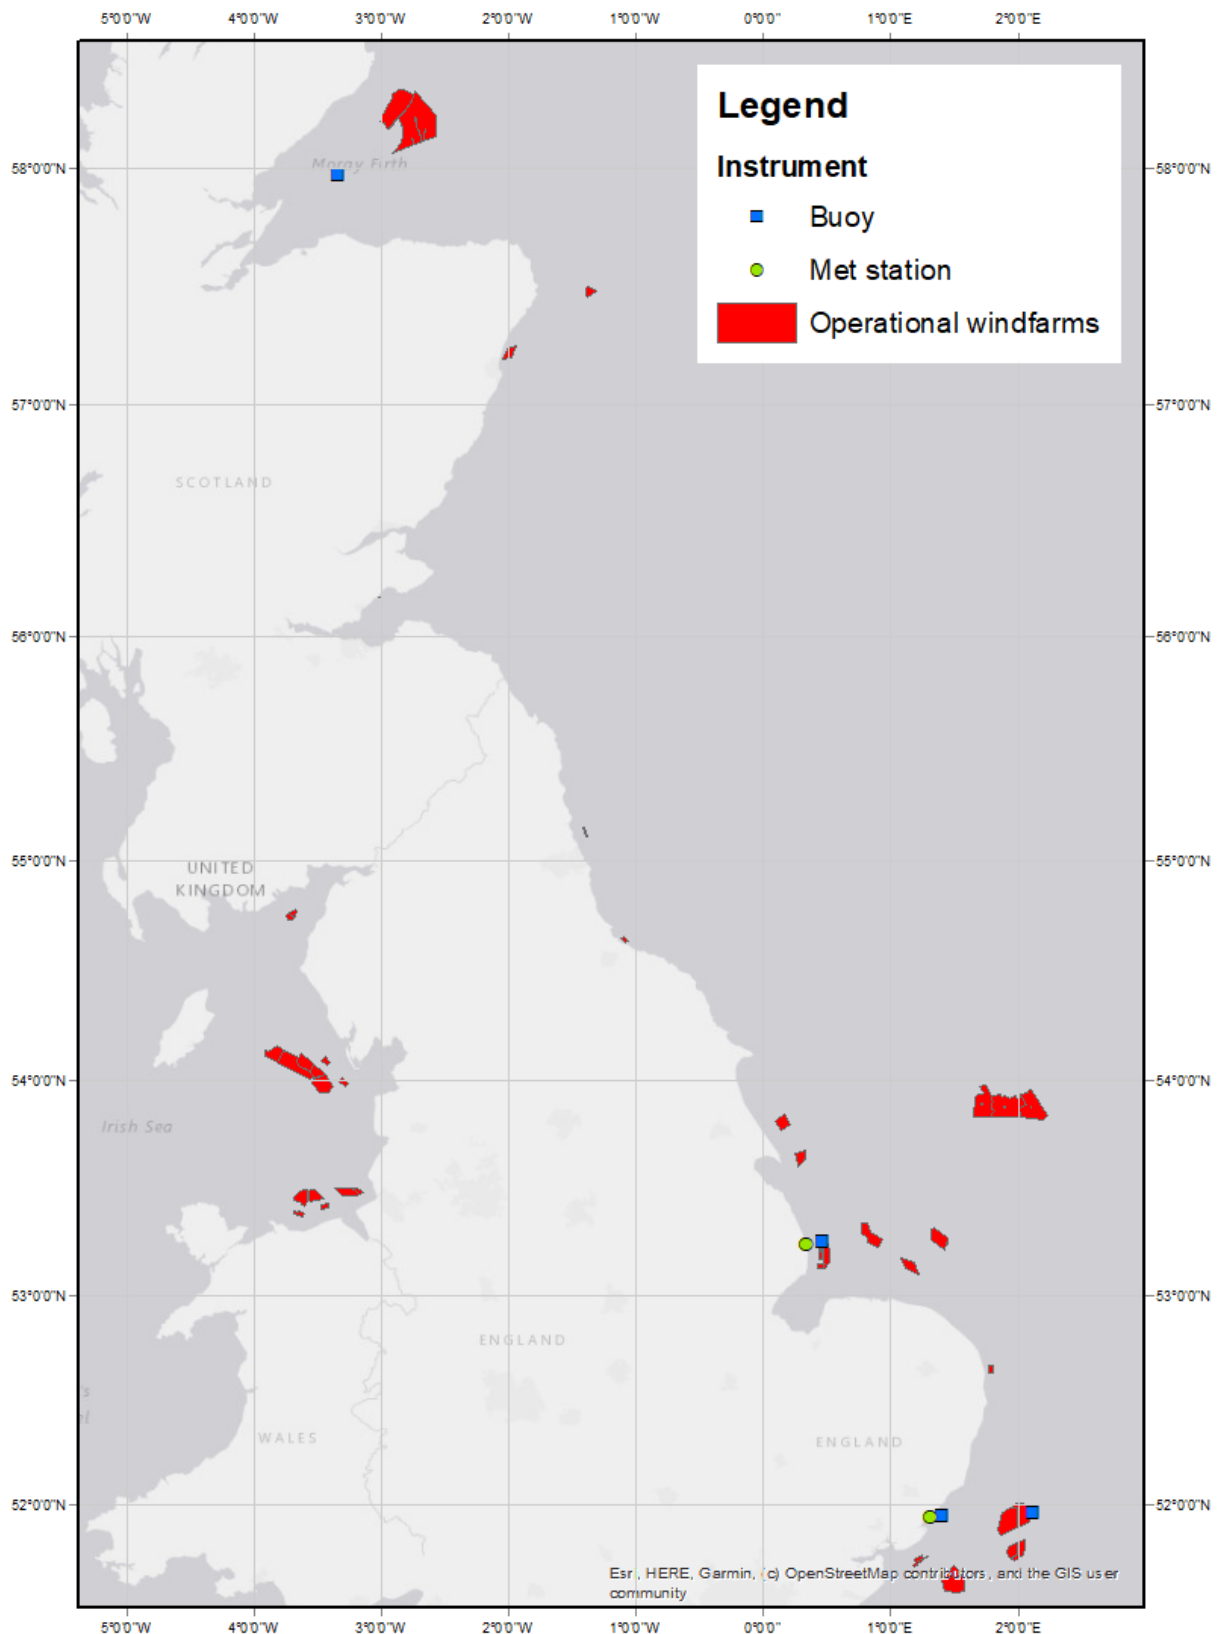 5°0'0"W 4°0'0"W 3°0'0"W 2°0'0"W 1°0'0"W 0°0'0" 1°0'0"E 2°0'0"E
Legend
Instrument
Moray Firth
58°0'0"N 58°0'0"N
Buoy
Met station
Operational windfarms
57°0'0"N 57°0'0"N
SCOTLAND
56°0'0"N 56°0'0"N
55°0'0"N 55°0'0"N
UNITED
KINGDOM
54°0'0"N 54°0'0"N
Irish Sea
53°0'0"N 53°0'0"N
ENGLAND
WALES
ENGLAND
52°0'0"N 52°0'0"N
Esri, HERE, Garmin, (c) OpenStreetMap contributors, and the GIS user
community
5°0'0"W 4°0'0"W 3°0'0"W 2°0'0"W 1°0'0"W 0°0'0" 1°0'0"E 2°0'0"E